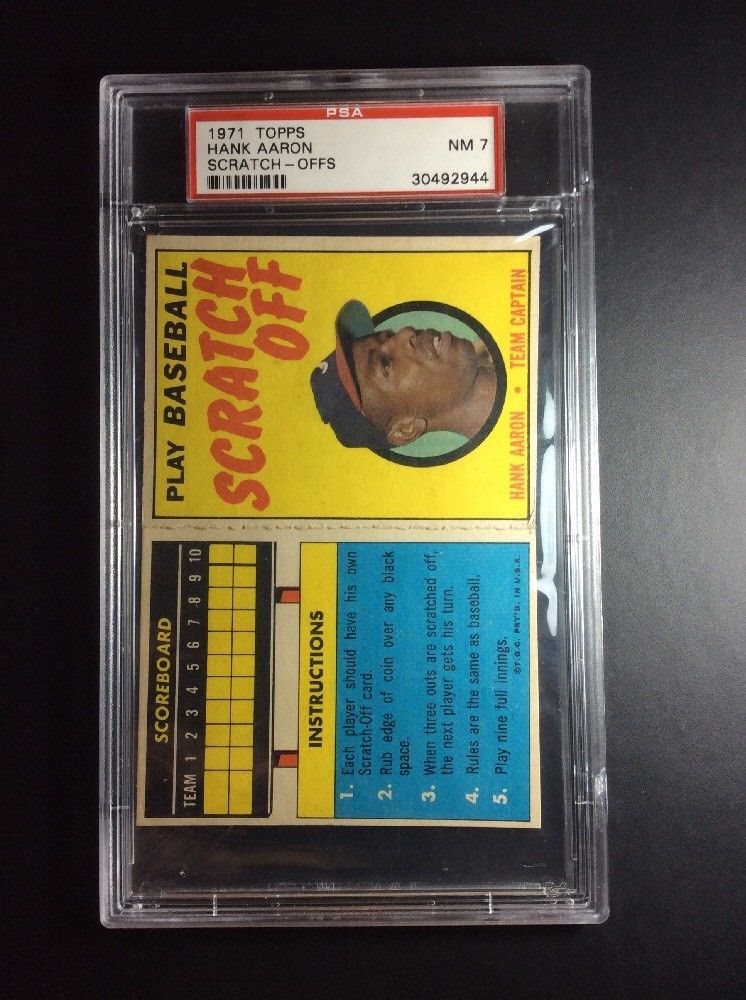 PSA
1971 TOPPS
HANK AARON NM 7
SCRATCH-OFFS
30492944
PLAY BASEBALL
SCRATCH
OFF
HANK AARON • TEAM CAPTAIN
SCOREBOARD
TEAM 1 2 3 4 5 6 7 8 9 10
INSTRUCTIONS
1. Each player should have his own
Scratch-Off card.
2. Rub edge of coin over any black
space.
3. When three outs are scratched off,
the next player gets his turn.
4. Rules are the same as baseball.
5. Play nine full innings.
©T.C.G. PRT'D. IN U.S.A.